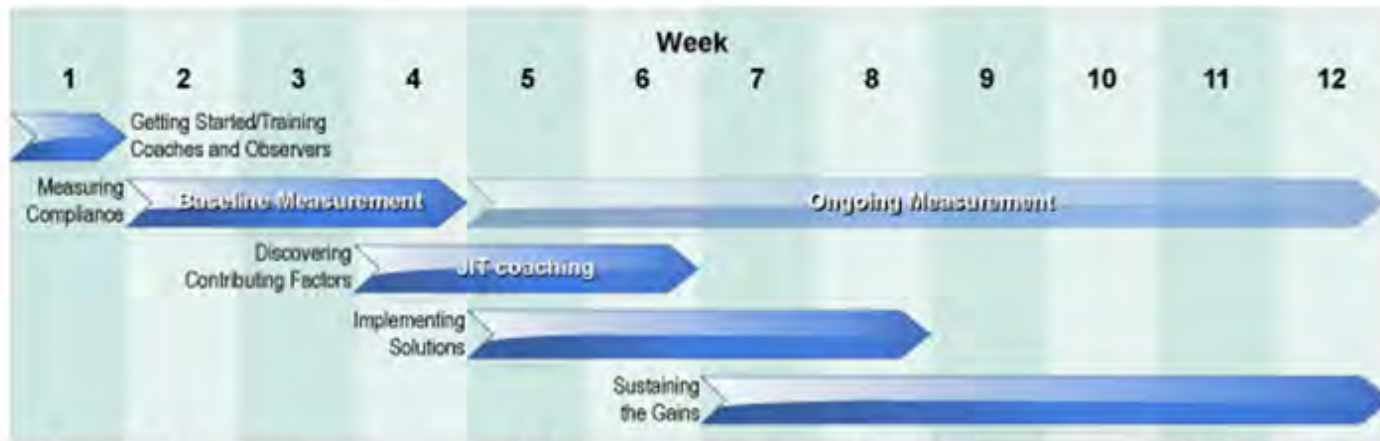 Week
1 2 3 4 5 6 7 8 9 10 11 12
Getting Started/Training
Coaches and Observers
Measuring
Compliance
Baseline Measurement
Ongoing Measurement
Discovering
Contributing Factors
JIT coaching
Implementing
Solutions
Sustaining
the Gains